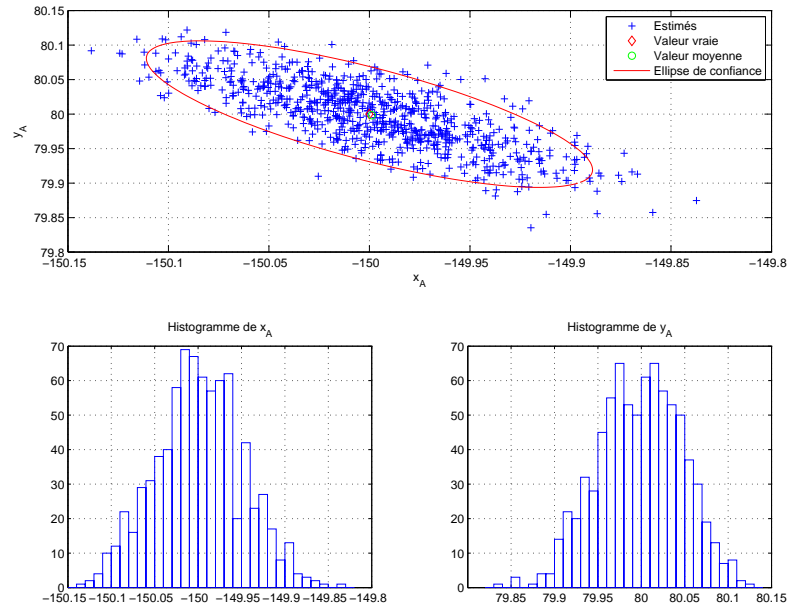 80.15
80.1
80.05
80
79.95
79.9
79.85
79.8
y_A
−150.15 −150.1 −150.05 −150 −149.95 −149.9 −149.85 −149.8
x_A
Estimés
Valeur vraie
Valeur moyenne
Ellipse de confiance
Histogramme de x_A
70
60
50
40
30
20
10
0
−150.15 −150.1 −150.05 −150 −149.95 −149.9 −149.85 −149.8
Histogramme de y_A
70
60
50
40
30
20
10
0
79.85 79.9 79.95 80 80.05 80.1 80.15